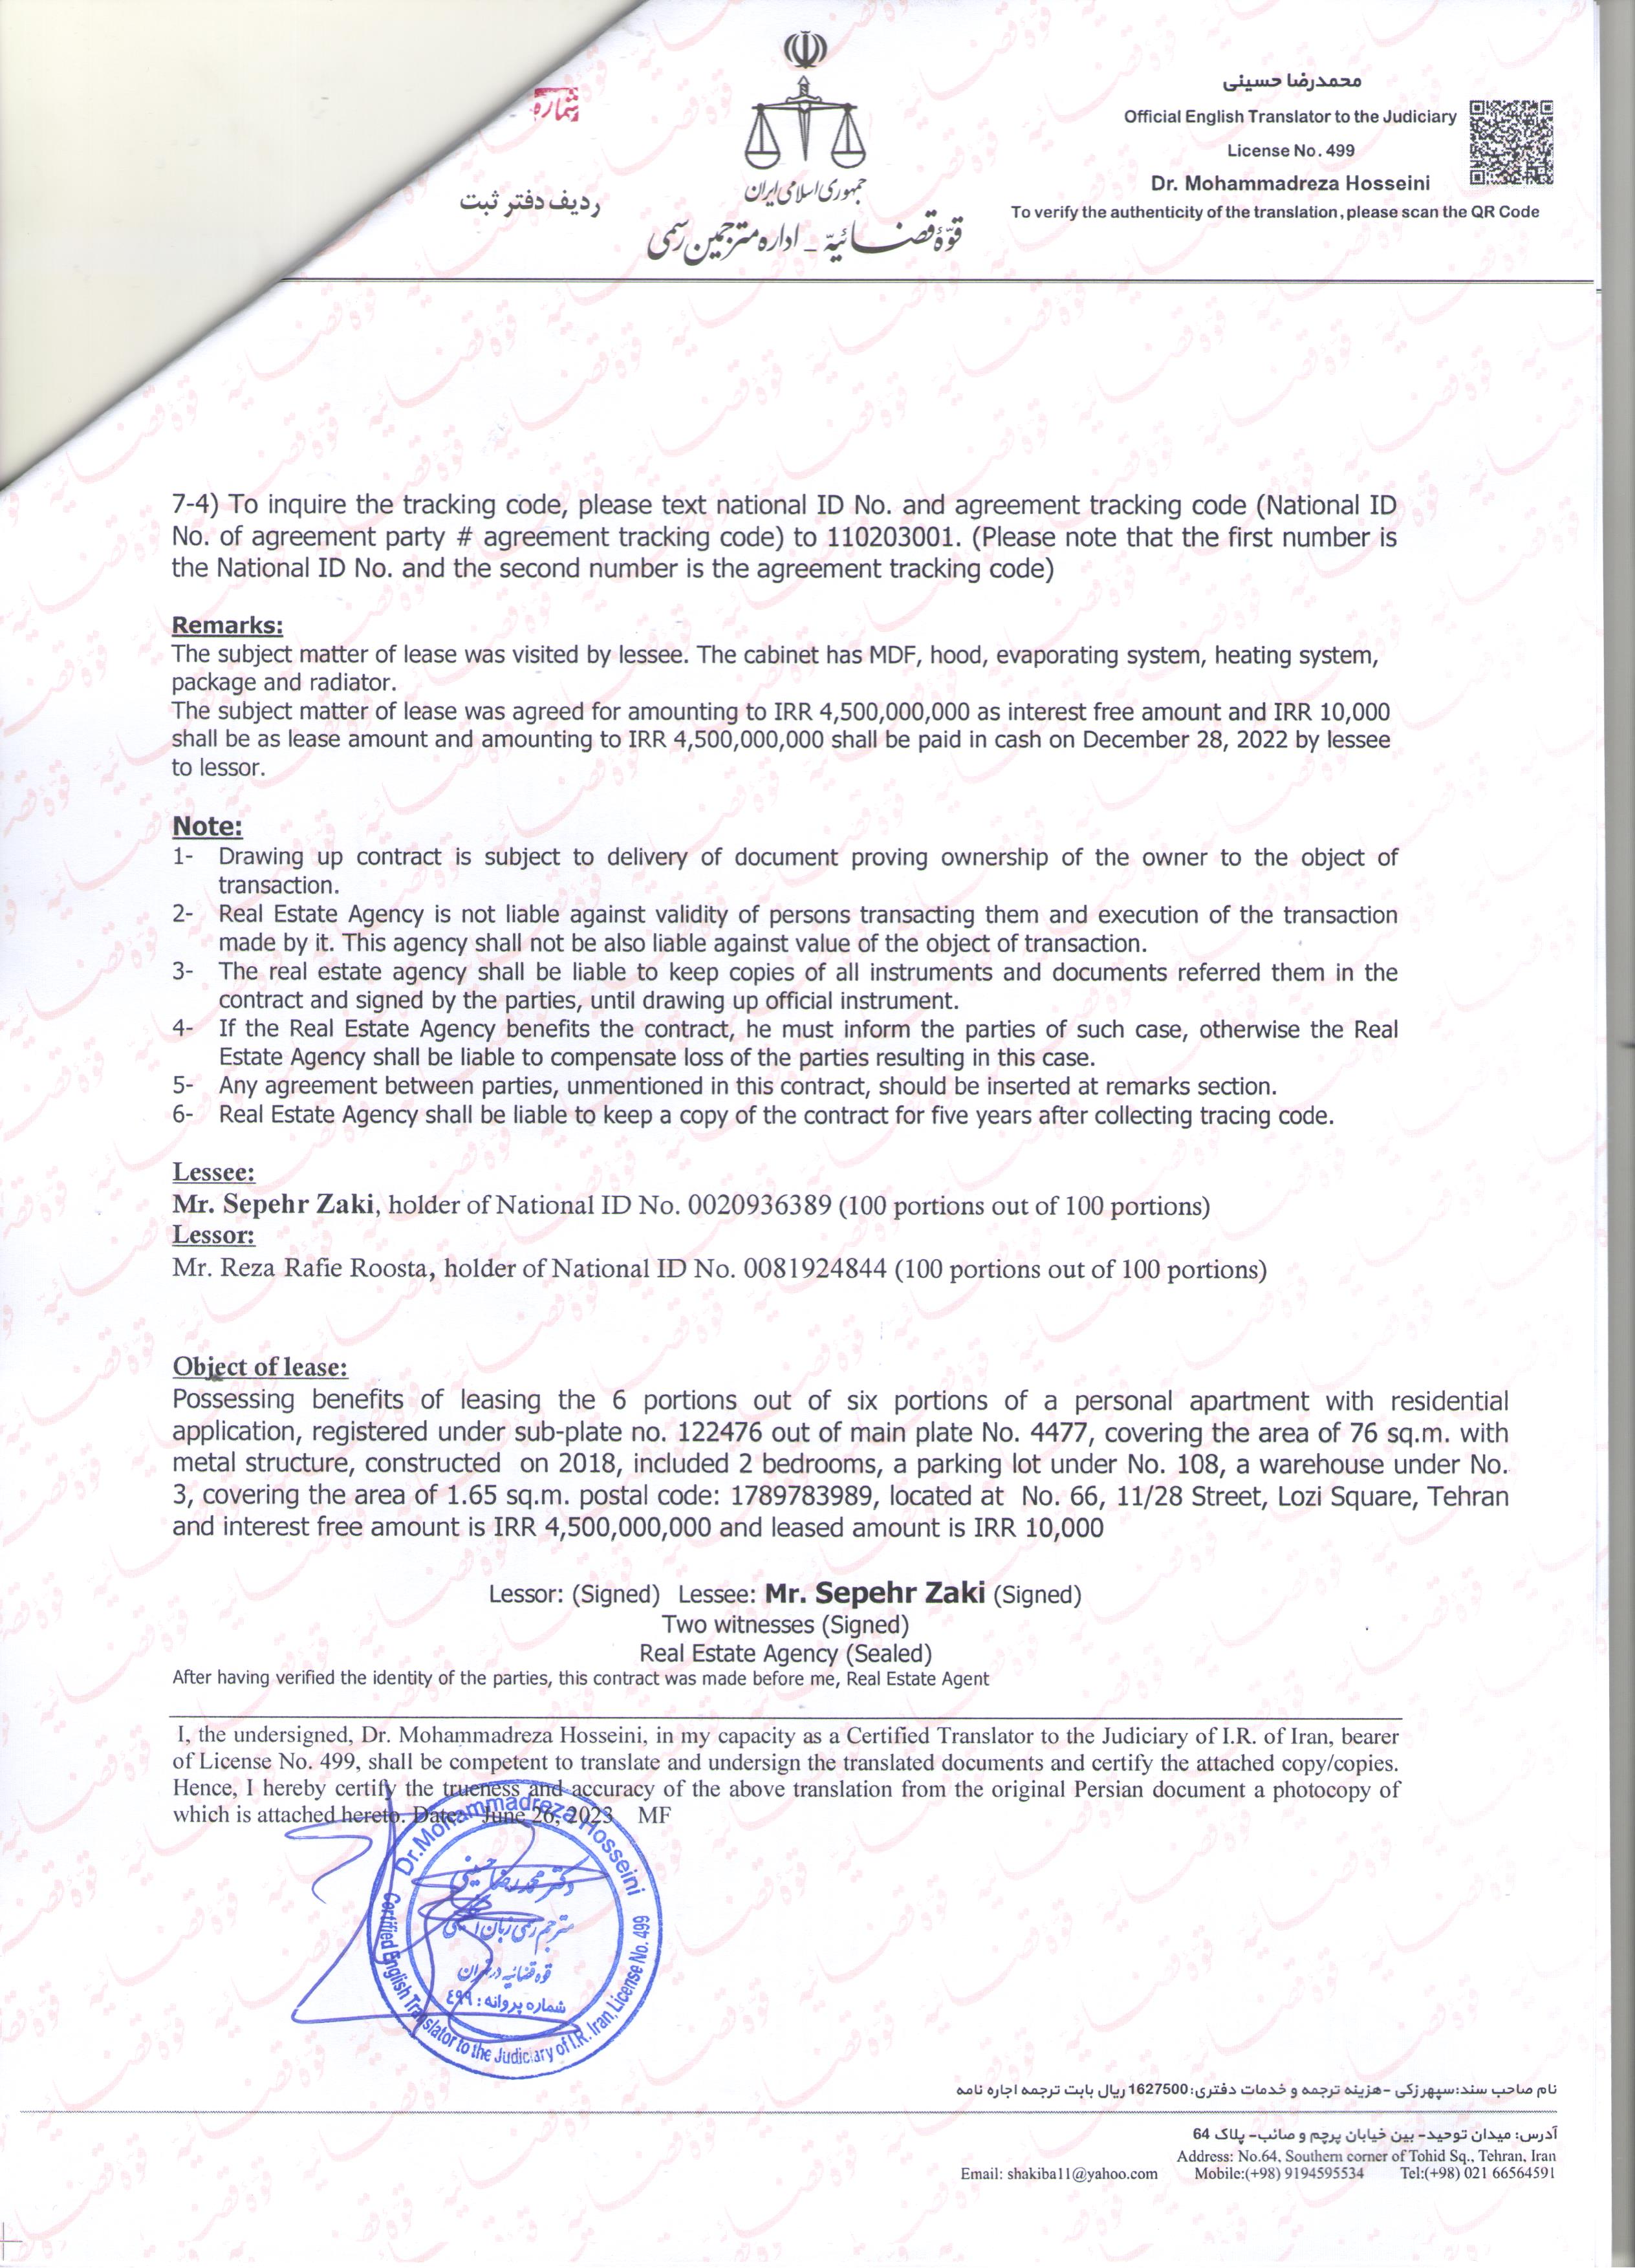 شماره
ردیف دفتر ثبت
جمهوری اسلامی ایران
قوّهٔ قضائیّه _ اداره مترجمین رسمی
محمدرضا حسینی
Official English Translator to the Judiciary
License No. 499
Dr. Mohammadreza Hosseini
To verify the authenticity of the translation, please scan the QR Code
7-4) To inquire the tracking code, please text national ID No. and agreement tracking code (National ID
No. of agreement party # agreement tracking code) to 110203001. (Please note that the first number is
the National ID No. and the second number is the agreement tracking code)
Remarks:
The subject matter of lease was visited by lessee. The cabinet has MDF, hood, evaporating system, heating system,
package and radiator.
The subject matter of lease was agreed for amounting to IRR 4,500,000,000 as interest free amount and IRR 10,000
shall be as lease amount and amounting to IRR 4,500,000,000 shall be paid in cash on December 28, 2022 by lessee
to lessor.
Note:
1- Drawing up contract is subject to delivery of document proving ownership of the owner to the object of
transaction.
2- Real Estate Agency is not liable against validity of persons transacting them and execution of the transaction
made by it. This agency shall not be also liable against value of the object of transaction.
3- The real estate agency shall be liable to keep copies of all instruments and documents referred them in the
contract and signed by the parties, until drawing up official instrument.
4- If the Real Estate Agency benefits the contract, he must inform the parties of such case, otherwise the Real
Estate Agency shall be liable to compensate loss of the parties resulting in this case.
5- Any agreement between parties, unmentioned in this contract, should be inserted at remarks section.
6- Real Estate Agency shall be liable to keep a copy of the contract for five years after collecting tracing code.
Lessee:
Mr. Sepehr Zaki, holder of National ID No. 0020936389 (100 portions out of 100 portions)
Lessor:
Mr. Reza Rafie Roosta, holder of National ID No. 0081924844 (100 portions out of 100 portions)
Object of lease:
Possessing benefits of leasing the 6 portions out of six portions of a personal apartment with residential
application, registered under sub-plate no. 122476 out of main plate No. 4477, covering the area of 76 sq.m. with
metal structure, constructed on 2018, included 2 bedrooms, a parking lot under No. 108, a warehouse under No.
3, covering the area of 1.65 sq.m. postal code: 1789783989, located at No. 66, 11/28 Street, Lozi Square, Tehran
and interest free amount is IRR 4,500,000,000 and leased amount is IRR 10,000
Lessor: (Signed) Lessee: Mr. Sepehr Zaki (Signed)
Two witnesses (Signed)
Real Estate Agency (Sealed)
After having verified the identity of the parties, this contract was made before me, Real Estate Agent
I, the undersigned, Dr. Mohammadreza Hosseini, in my capacity as a Certified Translator to the Judiciary of I.R. of Iran, bearer
of License No. 499, shall be competent to translate and undersign the translated documents and certify the attached copy/copies.
Hence, I hereby certify the trueness and accuracy of the above translation from the original Persian document a photocopy of
which is attached hereto. Date: June 26, 2023 MF
Dr. Mohammadreza Hosseini
دکتر محمدرضا حسینی
مترجم رسمی زبان انگلیسی
قوه قضائیه در تهران
شماره پروانه: ٤٩٩
Certified English Translator to the Judiciary of I.R. Iran, License No. 499
نام صاحب سند:سپهر زکی -هزینه ترجمه و خدمات دفتری:1627500 ریال بابت ترجمه اجاره نامه
آدرس: میدان توحید- بین خیابان پرچم و صائب- پلاک 64
Address: No.64, Southern corner of Tohid Sq., Tehran, Iran
Email: shakiba11@yahoo.com Mobile:(+98) 9194595534 Tel:(+98) 021 66564591